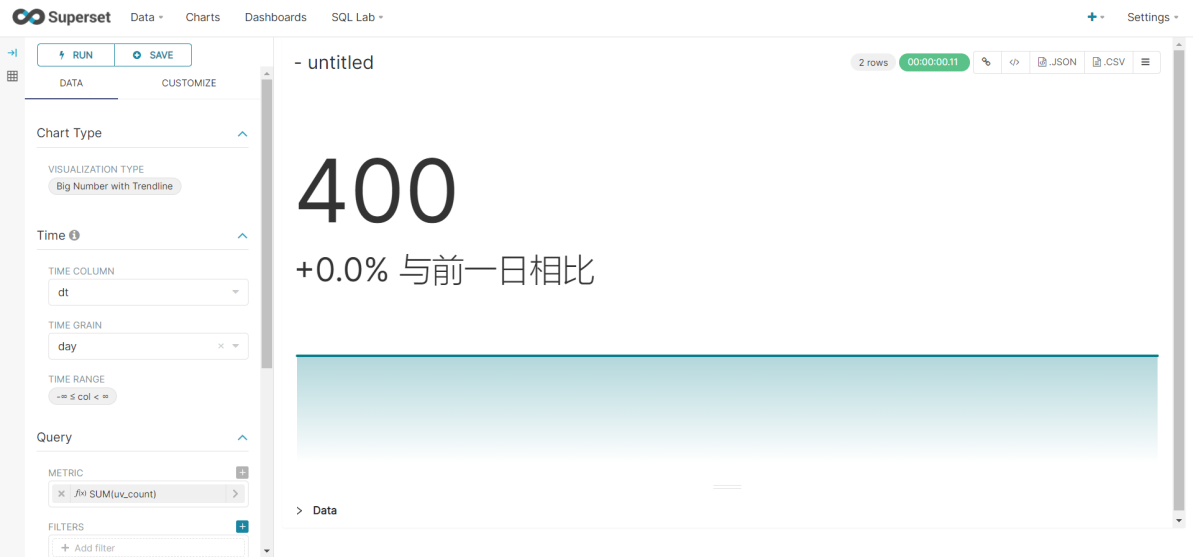 Superset Data Charts Dashboards SQL Lab + Settings
RUN SAVE
DATA CUSTOMIZE
Chart Type
VISUALIZATION TYPE
Big Number with Trendline
Time
TIME COLUMN
dt
TIME GRAIN
day
TIME RANGE
-∞ ≤ col < ∞
Query
METRIC
f(x) SUM(uv_count)
FILTERS
+ Add filter
- untitled
2 rows 00:00:00.11 </> .JSON .CSV
400
+0.0% 与前一日相比
Data